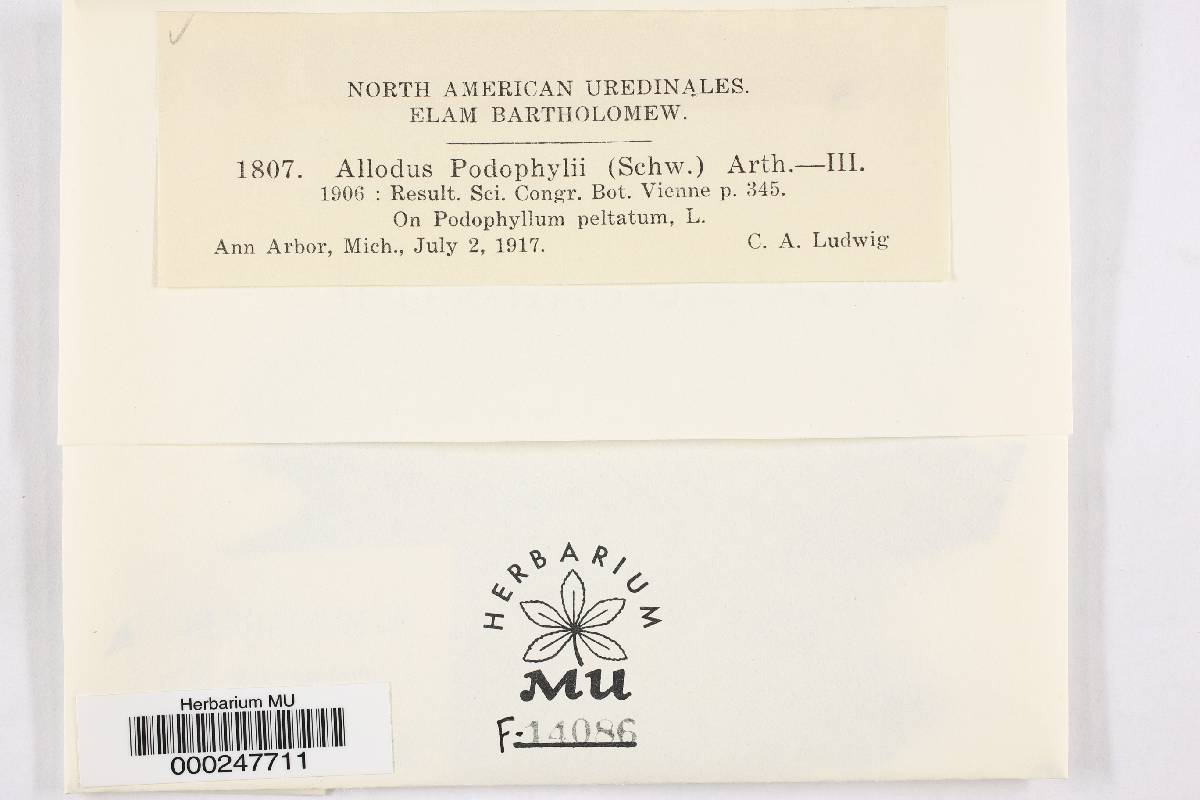 NORTH AMERICAN UREDINALES.
ELAM BARTHOLOMEW.
1807. Allodus Podophylii (Schw.) Arth.—III.
1906 : Result. Sci. Congr. Bot. Vienne p. 345.
On Podophyllum peltatum, L.
Ann Arbor, Mich., July 2, 1917. C. A. Ludwig
HERBARIUM
MU
F-14086
Herbarium MU
000247711